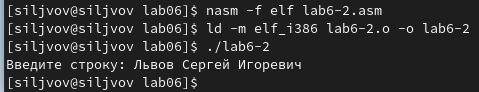 [siljvov@siljvov lab06]$ nasm -f elf lab6-2.asm
[siljvov@siljvov lab06]$ ld -m elf_i386 lab6-2.o -o lab6-2
[siljvov@siljvov lab06]$ ./lab6-2
Введите строку: Львов Сергей Игоревич
[siljvov@siljvov lab06]$